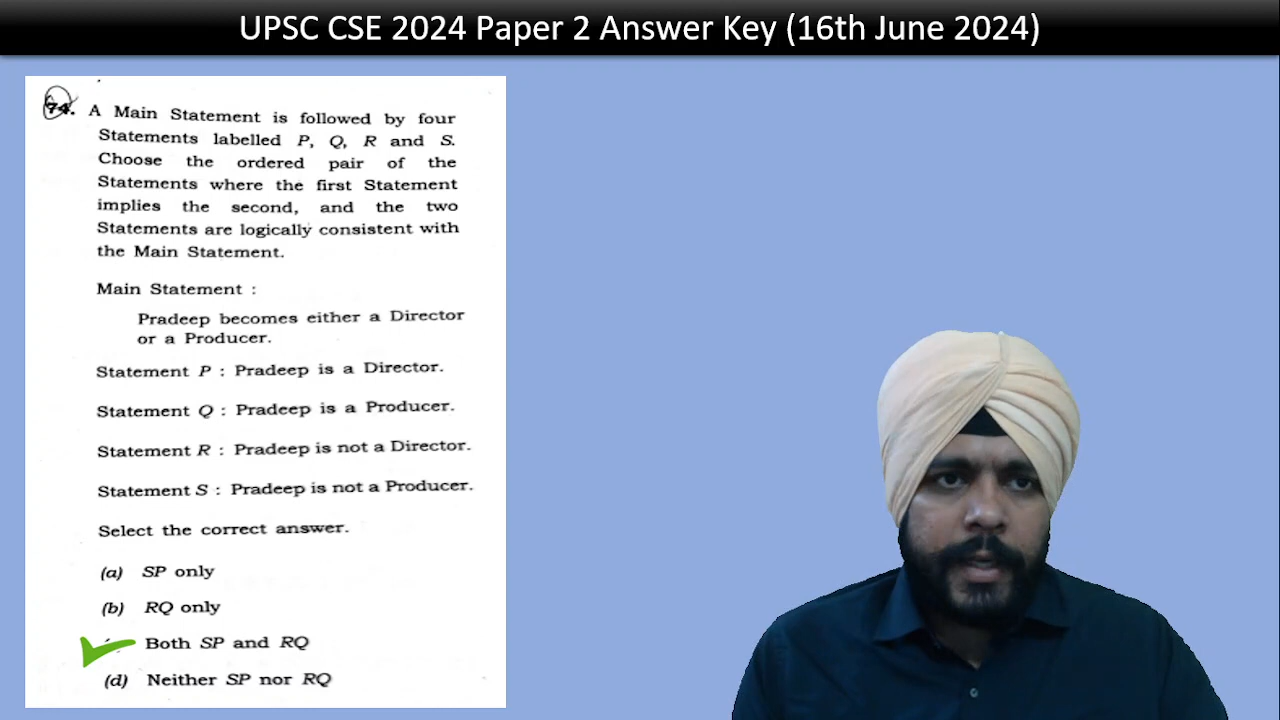 UPSC CSE 2024 Paper 2 Answer Key (16th June 2024)
74. A Main Statement is followed by four
Statements labelled P, Q, R and S.
Choose the ordered pair of the
Statements where the first Statement
implies the second, and the two
Statements are logically consistent with
the Main Statement.
Main Statement :
Pradeep becomes either a Director
or a Producer.
Statement P : Pradeep is a Director.
Statement Q : Pradeep is a Producer.
Statement R : Pradeep is not a Director.
Statement S : Pradeep is not a Producer.
Select the correct answer.
(a) SP only
(b) RQ only
Both SP and RQ
(d) Neither SP nor RQ